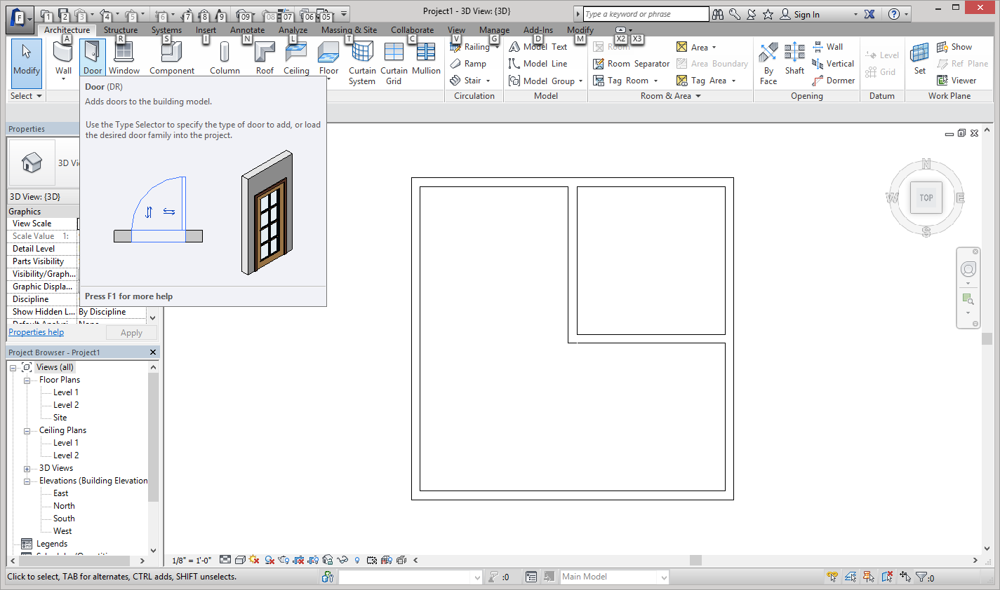 Project1 - 3D View: {3D}
Type a keyword or phrase
Sign In
F
1 2 3 4 5 6 7 8 9 09 08 07 06 05
Architecture Structure Systems Insert Annotate Analyze Massing & Site Collaborate View Manage Add-Ins Modify
A R S I N L T C V G D M X2 X3
Modify
Wall
Door
Window
Component
Column
Roof
Ceiling
Floor
Curtain System
Curtain Grid
Mullion
Railing
Ramp
Stair
Model Text
Model Line
Model Group
Room
Room Separator
Tag Room
Area
Area Boundary
Tag Area
By Face
Shaft
Wall
Vertical
Dormer
Level
Grid
Set
Show
Ref Plane
Viewer
Select
Circulation
Model
Room & Area
Opening
Datum
Work Plane
Door (DR)
Adds doors to the building model.
Use the Type Selector to specify the type of door to add, or load
the desired door family into the project.
Press F1 for more help
Properties
3D Vi
3D View: {3D}
Graphics
View Scale
Scale Value 1:
Detail Level
Parts Visibility
Visibility/Graph...
Graphic Displa...
Discipline
Show Hidden L... By Discipline
Default Analysi None
Properties help
Apply
Project Browser - Project1
Views (all)
Floor Plans
Level 1
Level 2
Site
Ceiling Plans
Level 1
Level 2
3D Views
Elevations (Building Elevation
East
North
South
West
Legends
N
W
TOP
E
S
1/8" = 1'-0"
Click to select, TAB for alternates, CTRL adds, SHIFT unselects.
:0
Main Model
:0